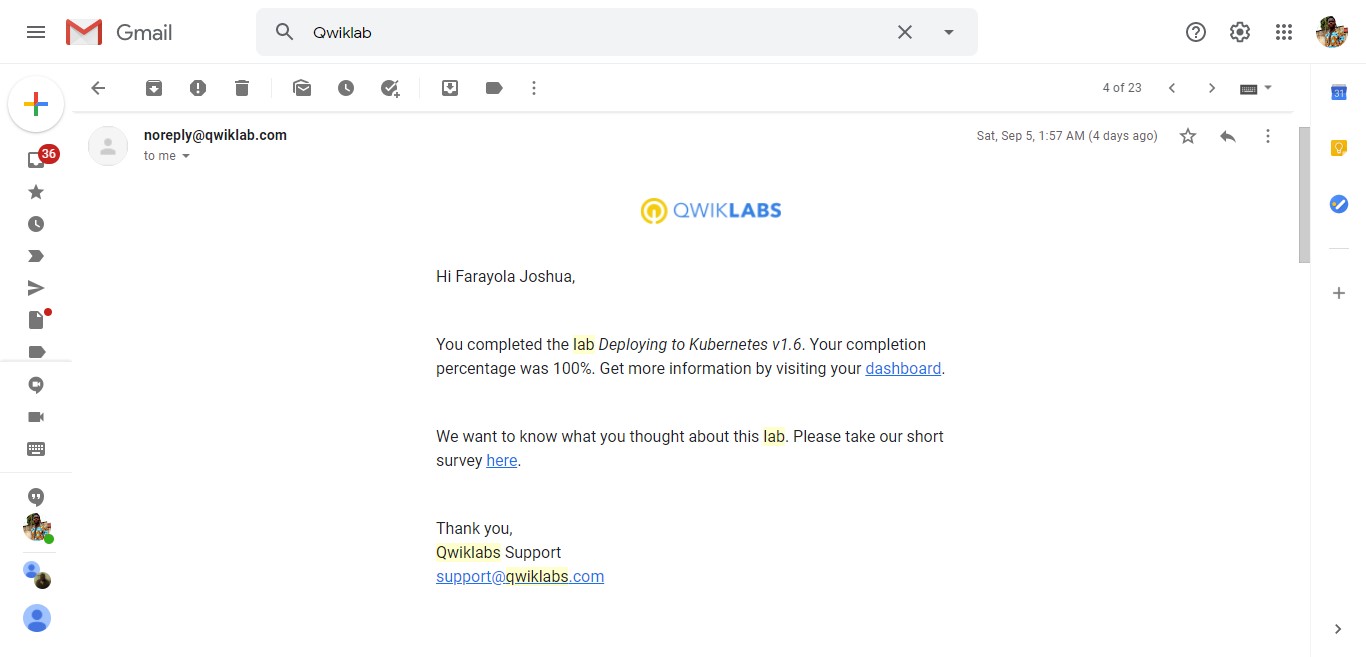 Gmail
Qwiklab
4 of 23
36
noreply@qwiklab.com
Sat, Sep 5, 1:57 AM (4 days ago)
to me
31
QWIKLABS
Hi Farayola Joshua,
You completed the lab Deploying to Kubernetes v1.6. Your completion
percentage was 100%. Get more information by visiting your dashboard.
We want to know what you thought about this lab. Please take our short
survey here.
Thank you,
Qwiklabs Support
support@qwiklabs.com